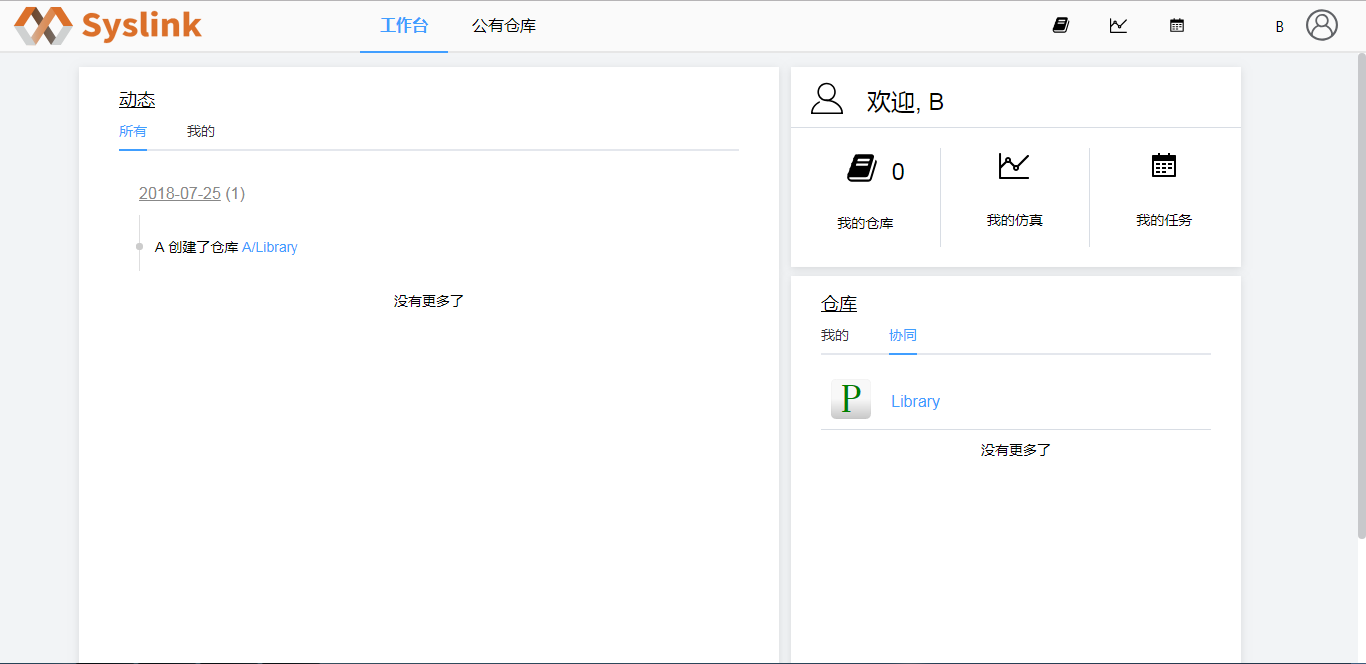 Syslink
工作台 公有仓库
B
动态
所有 我的
2018-07-25 (1)
A 创建了仓库 A/Library
没有更多了
欢迎, B
0
我的仓库 我的仿真 我的任务
仓库
我的 协同
P Library
没有更多了